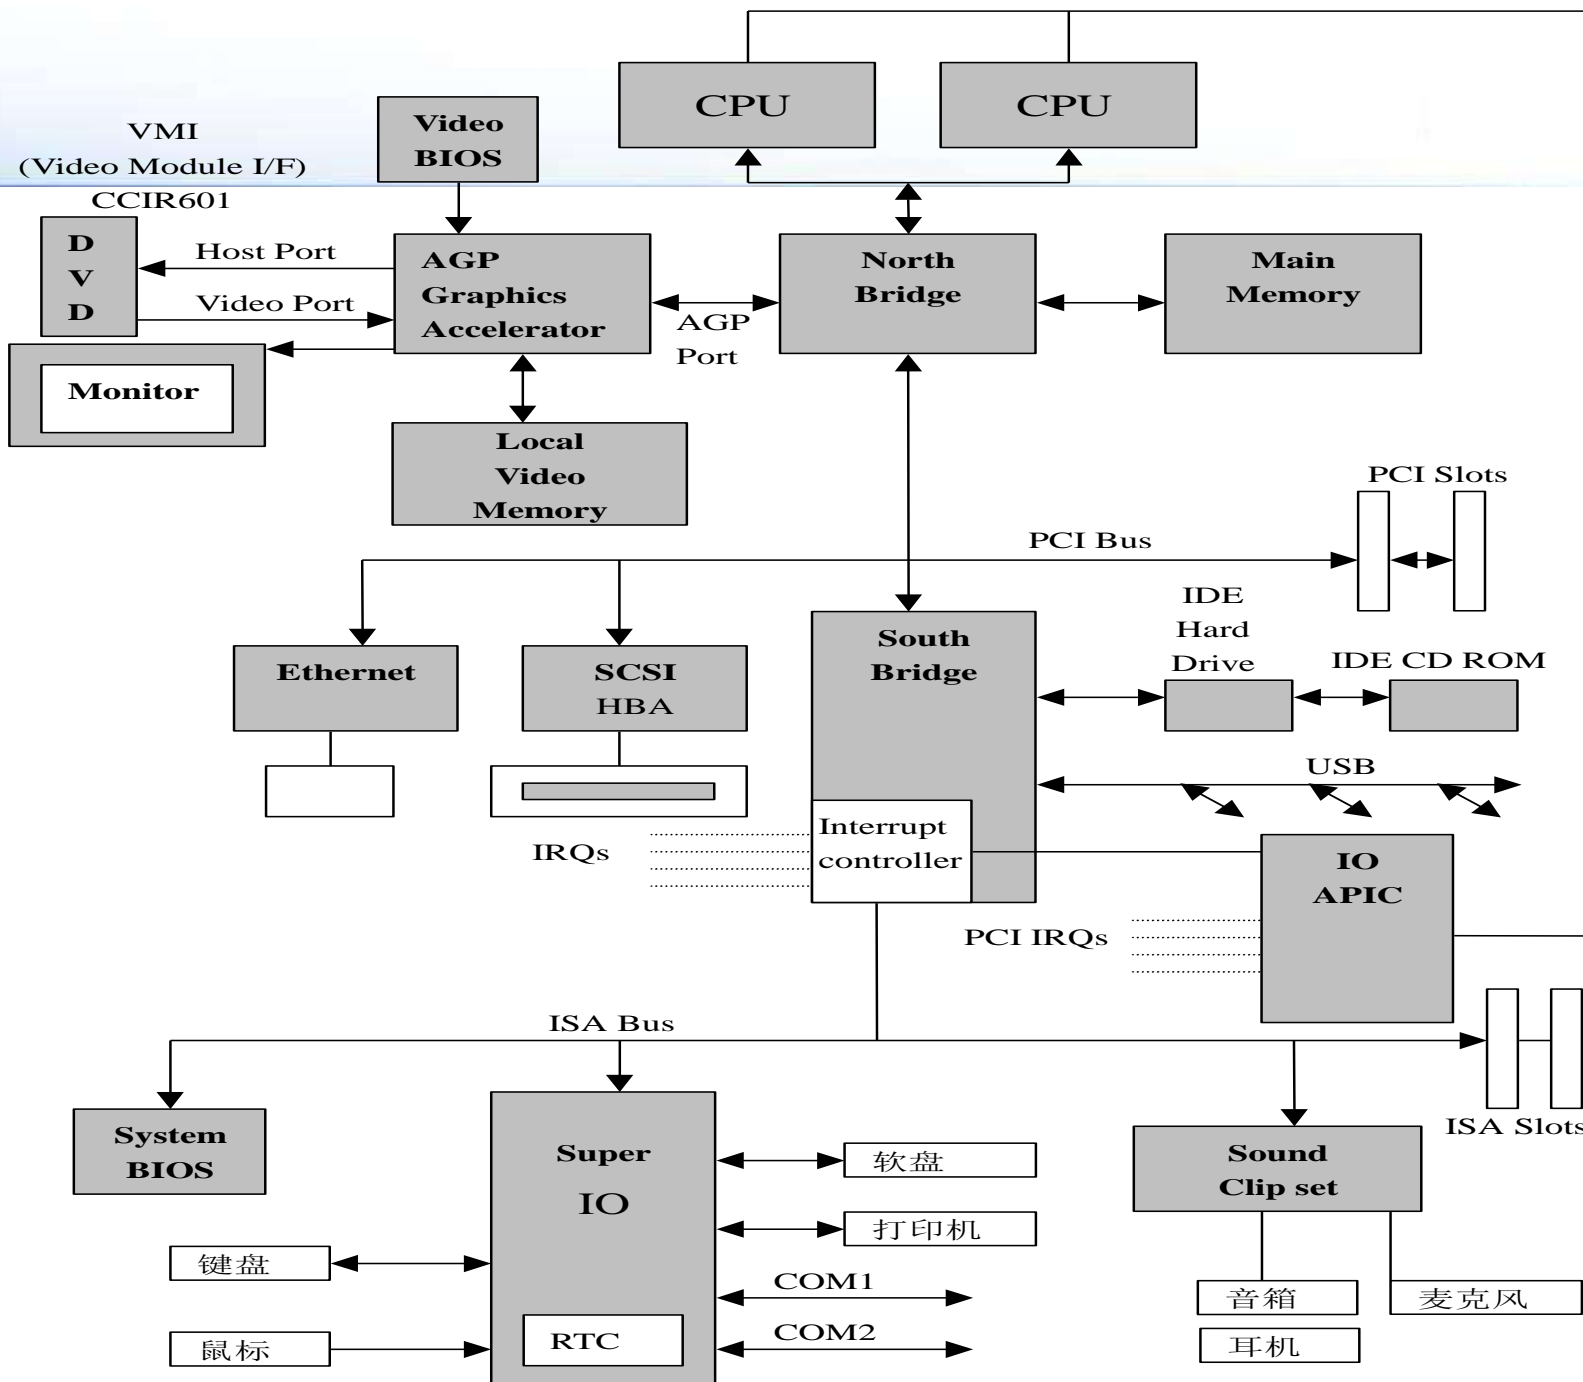 CPU
CPU
VMI
(Video Module I/F)
CCIR601
Video
BIOS
D
V
D
Host Port
Video Port
AGP
Graphics
Accelerator
AGP
Port
North
Bridge
Main
Memory
Monitor
Local
Video
Memory
PCI Slots
PCI Bus
IDE
Hard
Drive
IDE CD ROM
Ethernet
SCSI
HBA
South
Bridge
USB
Interrupt
controller
IRQs
IO
APIC
PCI IRQs
ISA Bus
ISA Slots
System
BIOS
Super
IO
软盘
打印机
键盘
鼠标
COM1
COM2
RTC
Sound
Clip set
音箱
麦克风
耳机